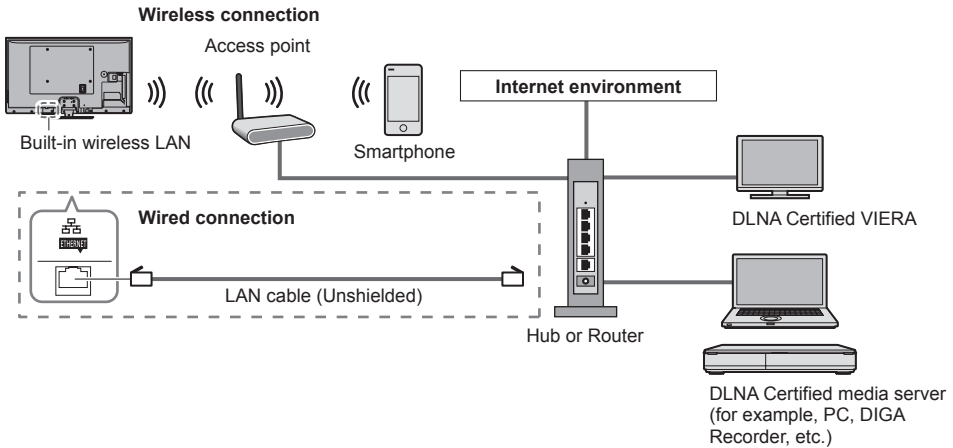 Wireless connection
Access point
Internet environment
Built-in wireless LAN
Smartphone
Wired connection
ETHERNET
LAN cable (Unshielded)
DLNA Certified VIERA
Hub or Router
DLNA Certified media server
(for example, PC, DIGA
Recorder, etc.)